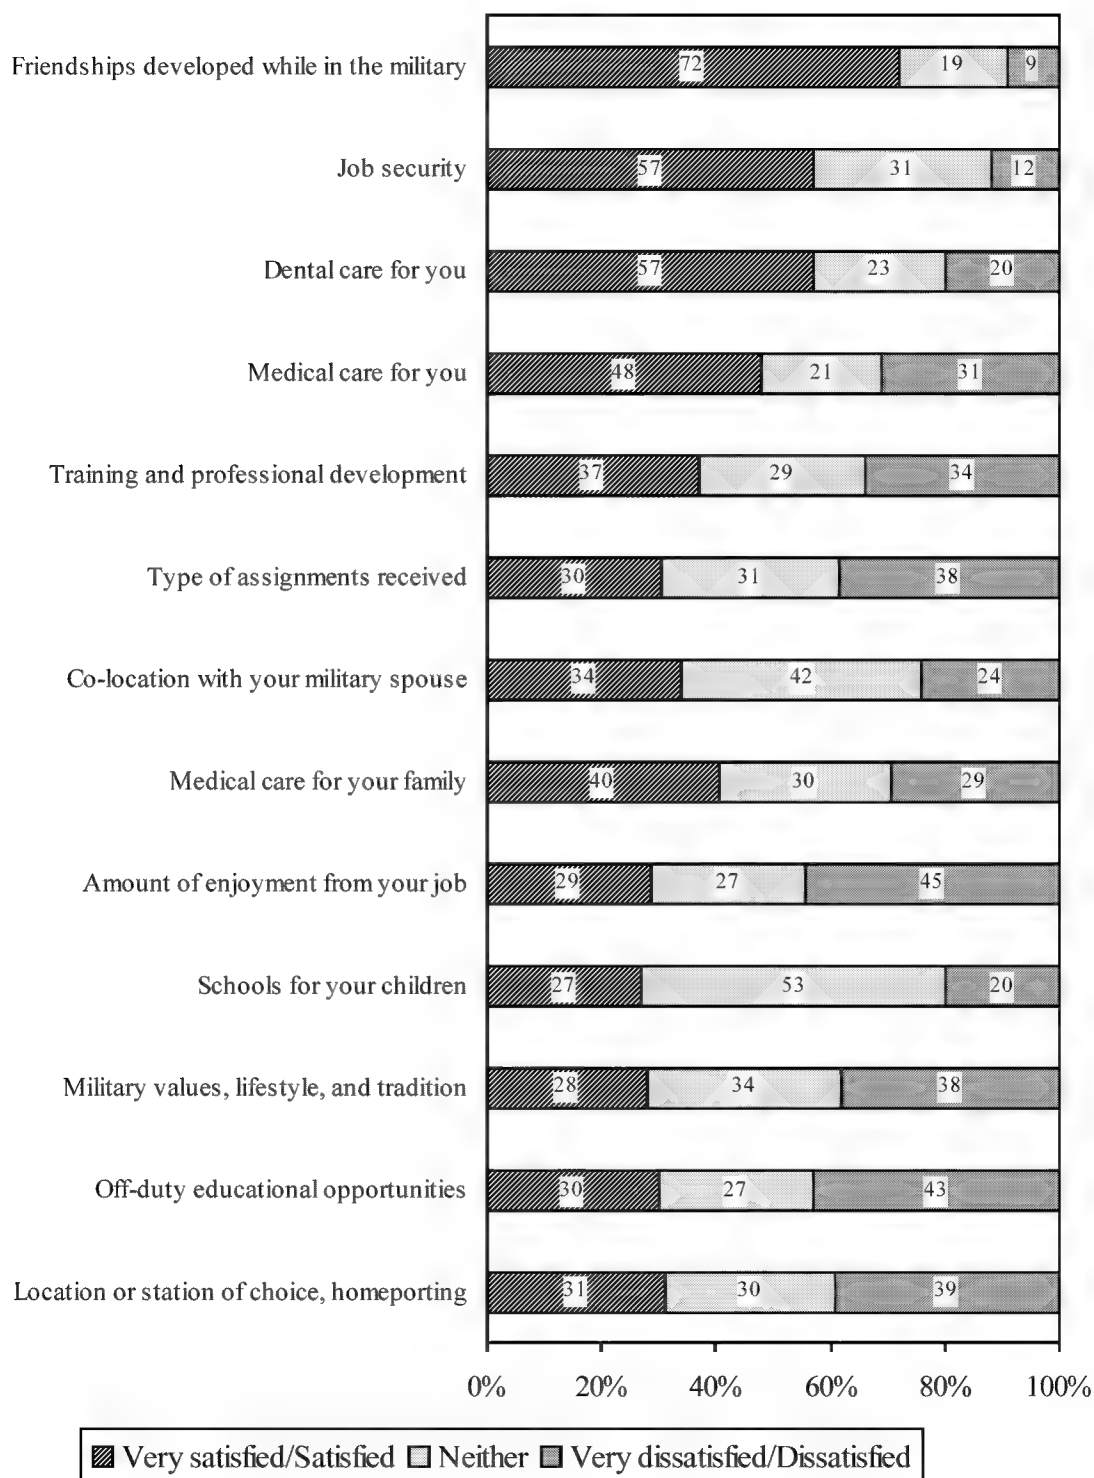 Friendships developed while in the military 72 19 9
Job security 57 31 12
Dental care for you 57 23 20
Medical care for you 48 21 31
Training and professional development 37 29 34
Type of assignments received 30 31 38
Co-location with your military spouse 34 42 24
Medical care for your family 40 30 29
Amount of enjoyment from your job 29 27 45
Schools for your children 27 53 20
Military values, lifestyle, and tradition 28 34 38
Off-duty educational opportunities 30 27 43
Location or station of choice, homeporting 31 30 39
0% 20% 40% 60% 80% 100%
Very satisfied/Satisfied Neither Very dissatisfied/Dissatisfied